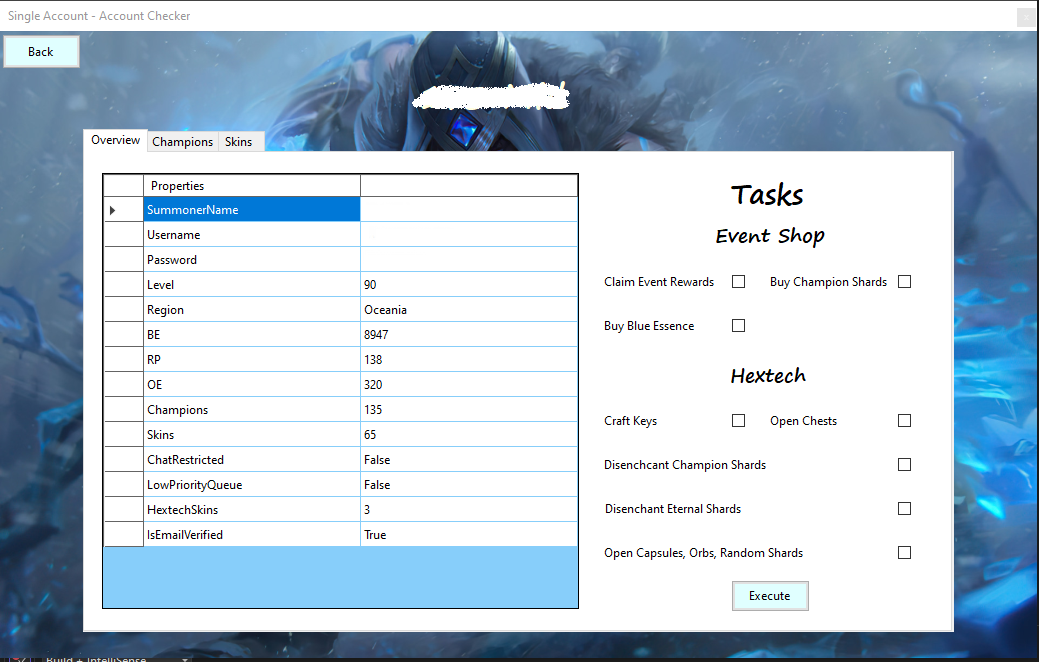 Single Account - Account Checker
Back
Overview Champions Skins
Properties
SummonerName
Username
Password
Level 90
Region Oceania
BE 8947
RP 138
OE 320
Champions 135
Skins 65
ChatRestricted False
LowPriorityQueue False
HextechSkins 3
IsEmailVerified True
Tasks
Event Shop
Claim Event Rewards Buy Champion Shards
Buy Blue Essence
Hextech
Craft Keys Open Chests
Disenchcant Champion Shards
Disenchant Eternal Shards
Open Capsules, Orbs, Random Shards
Execute
Build + IntelliSense